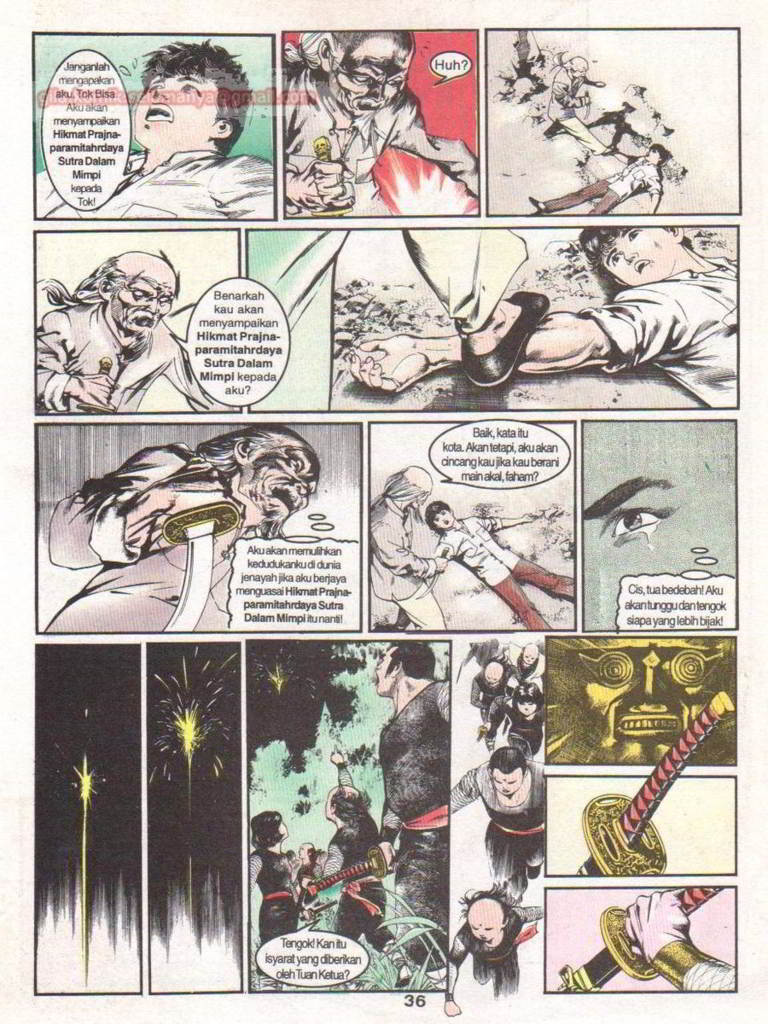 Janganlah
mengapakan
aku, Tok Bisa.
Aku akan
menyampaikan
Hikmat Prajna-
paramitahrdaya
Sutra Dalam
Mimpi
kepada
Tok!
Huh?
Benarkah
kau akan
menyampaikan
Hikmat Prajna-
paramitahrdaya
Sutra Dalam
Mimpi kepada
aku?
Aku akan memulihkan
kedudukanku di dunia
jenayah jika aku berjaya
menguasai Hikmat Prajna-
paramitahrdaya Sutra
Dalam Mimpi itu nanti!
Baik, kata itu
kota. Akan tetapi, aku akan
cincang kau jika kau berani
main akal, faham?
Cis, tua bedebah! Aku
akan tunggu dan tengok
siapa yang lebih bijak!
Tengok! Kan itu
isyarat yang diberikan
oleh Tuan Ketua?
36